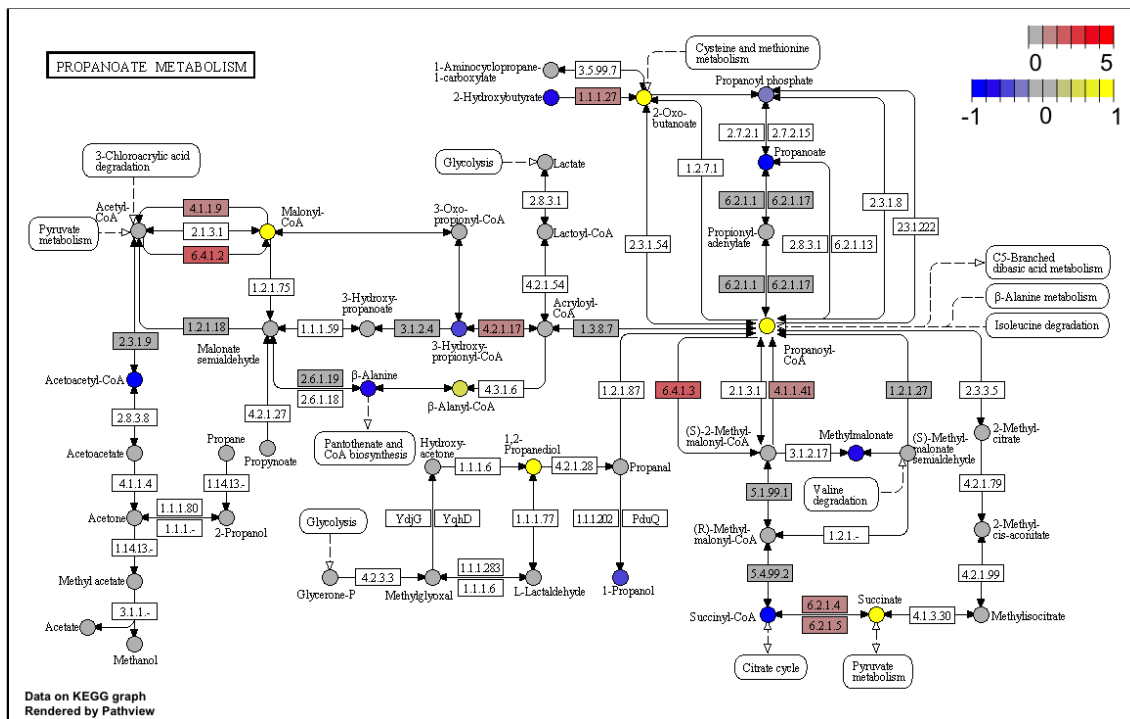 PROPANOATE METABOLISM
0 5
-1 0 1
Cysteine and methionine
metabolism
1-Aminocyclopropane-
1-carboxylate
3.5.99.7
Propanoyl phosphate
2-Hydroxybutyrate
1.1.1.27
2-Oxo-
butanoate
2.7.2.1
2.7.2.15
3-Chloroacrylic acid
degradation
Glycolysis
Lactate
Propanoate
1.2.7.1
Acetyl-
CoA
4.1.1.9
Malonyl-
CoA
2.8.3.1
6.2.1.1
6.2.1.17
2.3.1.8
3-Oxo-
propionyl-CoA
Pyruvate
metabolism
2.1.3.1
Lactoyl-CoA
Propionyl-
adenylate
2.3.1.222
6.4.1.2
2.3.1.54
2.8.3.1
6.2.1.13
C5-Branched
dibasic acid metabolism
1.2.1.75
4.2.1.54
6.2.1.1
6.2.1.17
β-Alanine metabolism
3-Hydroxy-
propanoate
Acryloyl-
CoA
Isoleucine degradation
1.2.1.18
1.1.1.59
3.1.2.4
4.2.1.17
1.3.8.7
2.3.1.9
Malonate
semialdehyde
3-Hydroxy-
propionyl-CoA
Propanoyl-
CoA
Acetoacetyl-CoA
2.6.1.19
β-Alanine
2.6.1.18
4.3.1.6
β-Alanyl-CoA
1.2.1.87
6.4.1.3
2.1.3.1
4.1.1.41
1.2.1.27
2.3.3.5
2.8.3.8
4.2.1.27
Pantothenate and
CoA biosynthesis
Hydroxy-
acetone
1,2-
Propanediol
(S)-2-Methyl-
malonyl-CoA
Methylmalonate
(S)-Methyl-
malonate
semialdehyde
2-Methyl-
citrate
Acetoacetate
Propane
Propynoate
1.1.1.6
4.2.1.28
Propanal
3.1.2.17
4.1.1.4
1.14.13.-
Valine
degradation
5.1.99.1
4.2.1.79
1.1.1.80
Acetone
1.1.1.-
2-Propanol
Glycolysis
YdjG
YqhD
1.1.1.77
1.1.1.202
PduQ
(R)-Methyl-
malonyl-CoA
1.2.1.-
2-Methyl-
cis-aconitate
1.14.13.-
1.1.1.283
5.4.99.2
4.2.1.99
Methyl acetate
4.2.3.3
1.1.1.6
Glycerone-P
Methylglyoxal
L-Lactaldehyde
1-Propanol
3.1.1.-
6.2.1.4
Succinate
Acetate
Succinyl-CoA
6.2.1.5
4.1.3.30
Methylisocitrate
Methanol
Citrate cycle
Pyruvate
metabolism
Data on KEGG graph
Rendered by Pathview